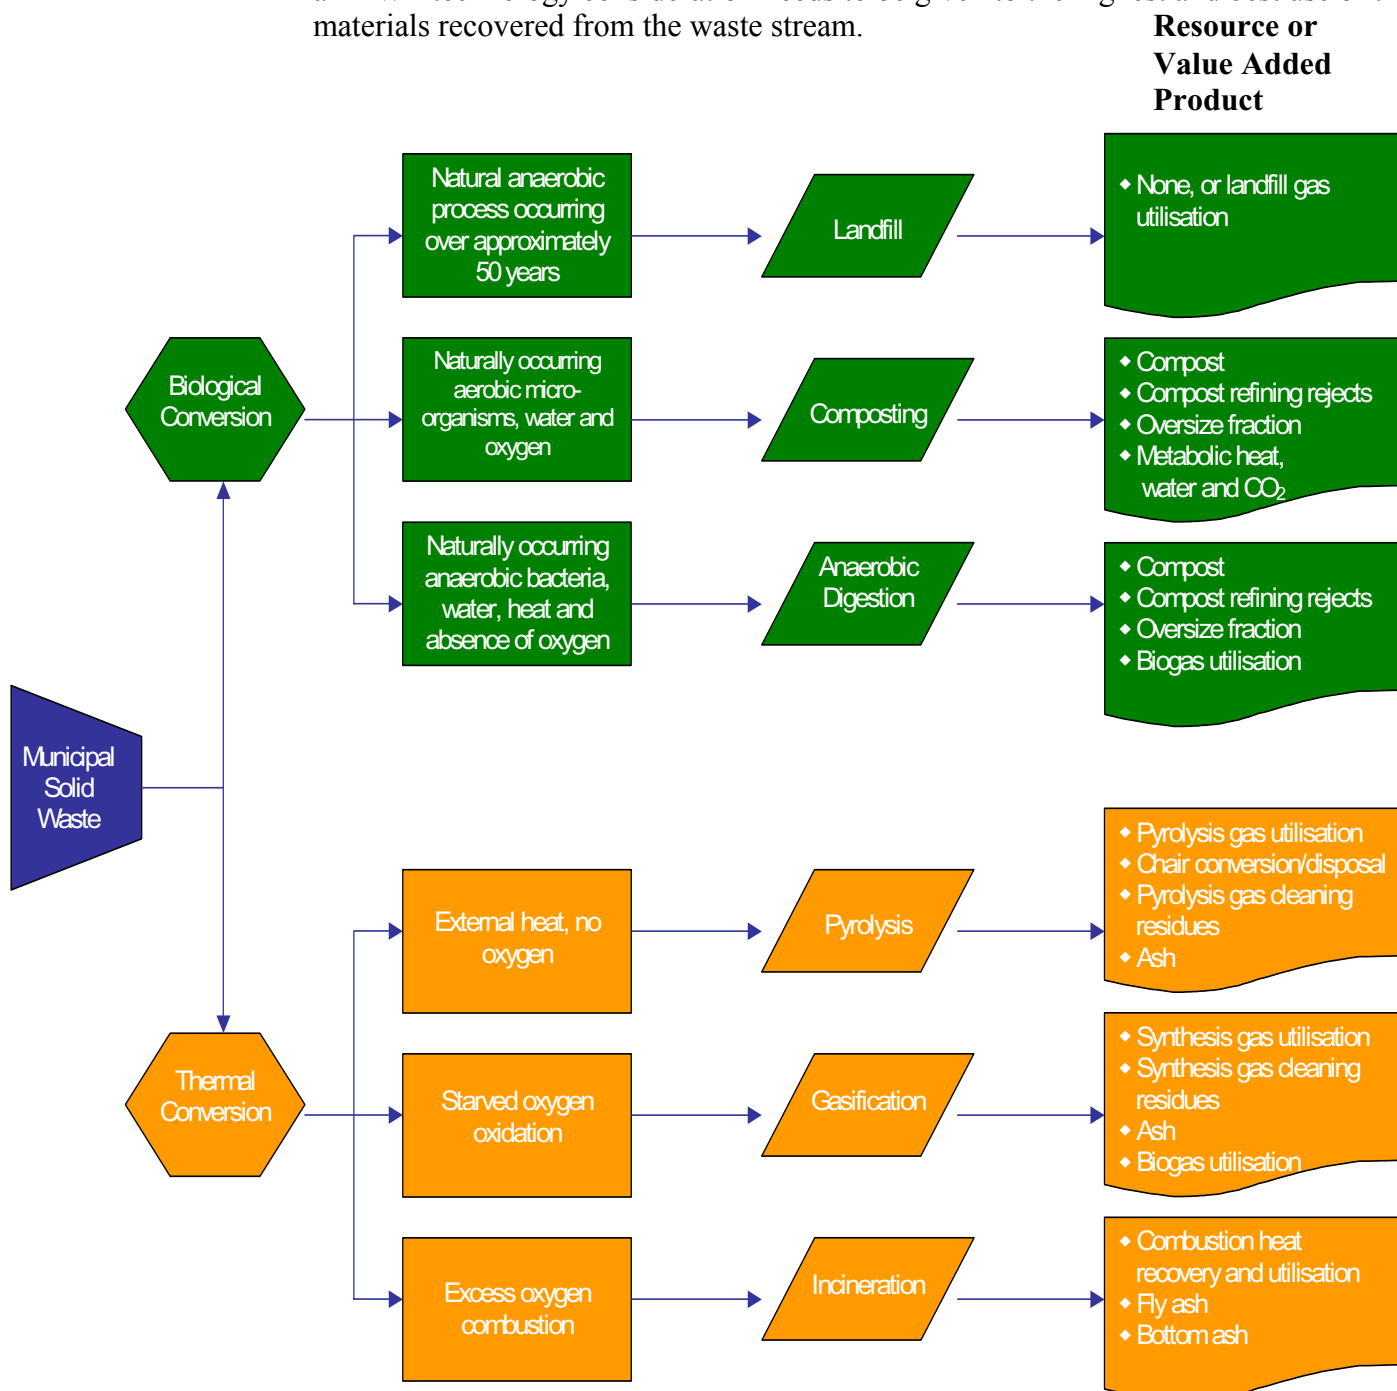 materials recovered from the waste stream.
Resource or
Value Added
Product
Natural anaerobic
process occurring
over approximately
50 years
Landfill
None, or landfill gas
utilisation
Biological
Conversion
Naturally occurring
aerobic micro-
organisms, water and
oxygen
Composting
Compost
Compost refining rejects
Oversize fraction
Metabolic heat,
water and CO₂
Naturally occurring
anaerobic bacteria,
water, heat and
absence of oxygen
Anaerobic
Digestion
Compost
Compost refining rejects
Oversize fraction
Biogas utilisation
Municipal
Solid
Waste
External heat, no
oxygen
Pyrolysis
Pyrolysis gas utilisation
Chair conversion/disposal
Pyrolysis gas cleaning
residues
Ash
Thermal
Conversion
Starved oxygen
oxidation
Gasification
Synthesis gas utilisation
Synthesis gas cleaning
residues
Ash
Biogas utilisation
Excess oxygen
combustion
Incineration
Combustion heat
recovery and utilisation
Fly ash
Bottom ash